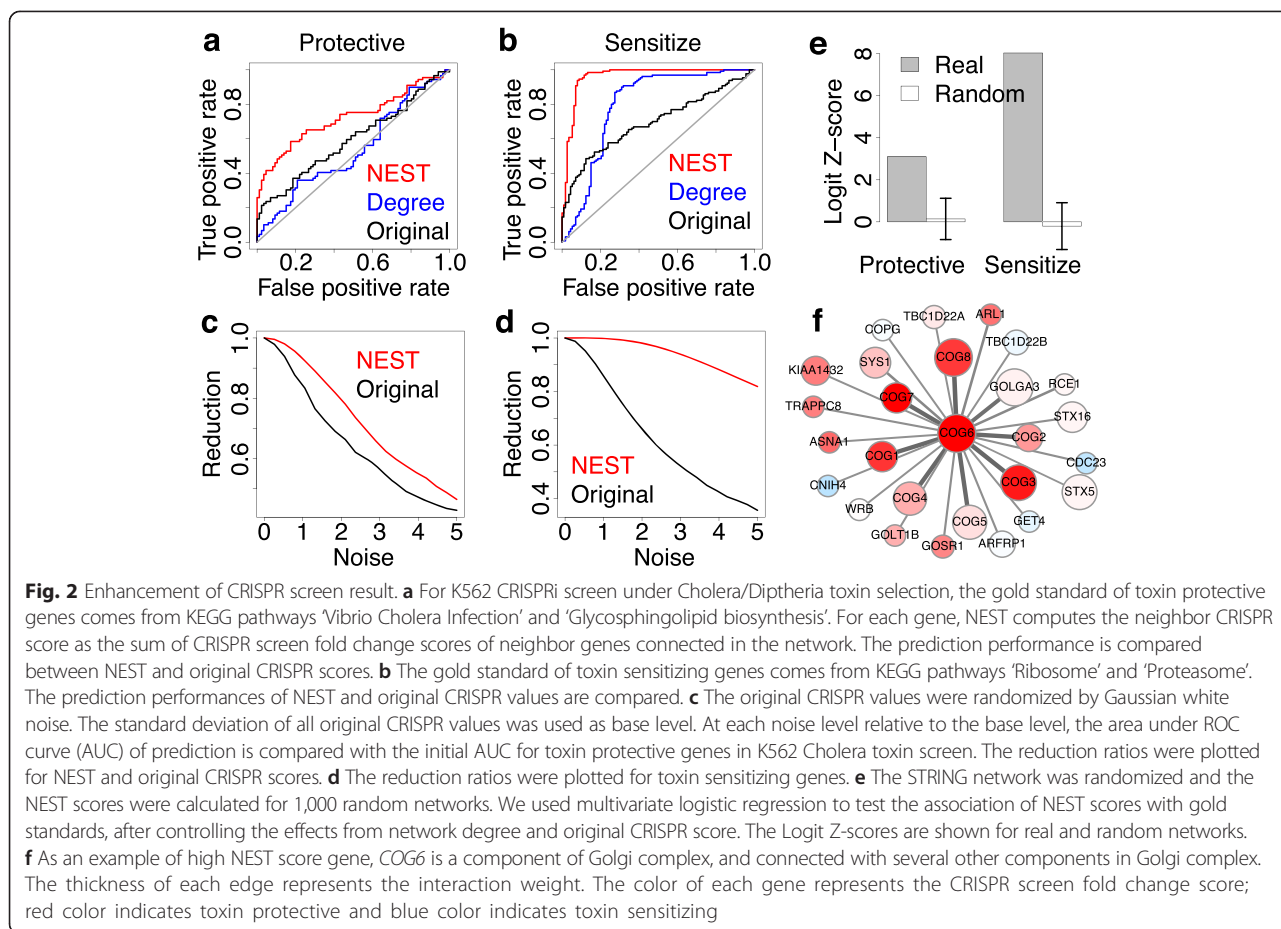 a Protective
b Sensitize
e
True positive rate
0.0 0.4 0.8
NEST
Degree
Original
0.2 0.6 1.0
False positive rate
True positive rate
0.0 0.4 0.8
NEST
Degree
Original
0.2 0.6 1.0
False positive rate
Logit Z−score
0 2 4 6 8
Real
Random
Protective Sensitize
c
Reduction
0.6 0.8 1.0
NEST
Original
0 1 2 3 4 5
Noise
d
Reduction
0.4 0.6 0.8 1.0
NEST
Original
0 1 2 3 4 5
Noise
f
TBC1D22A
ARL1
COPG
TBC1D22B
COG8
SYS1
KIAA1432
GOLGA3
RCE1
COG7
TRAPPC8
STX16
COG6
COG2
ASNA1
COG1
CDC23
CNIH4
COG3
STX5
COG4
WRB
COG5
GET4
GOLT1B
GOSR1
ARFRP1
Fig. 2 Enhancement of CRISPR screen result. a For K562 CRISPRi screen under Cholera/Diptheria toxin selection, the gold standard of toxin protective
genes comes from KEGG pathways ‘Vibrio Cholera Infection’ and ‘Glycosphingolipid biosynthesis’. For each gene, NEST computes the neighbor CRISPR
score as the sum of CRISPR screen fold change scores of neighbor genes connected in the network. The prediction performance is compared
between NEST and original CRISPR scores. b The gold standard of toxin sensitizing genes comes from KEGG pathways ‘Ribosome’ and ‘Proteasome’.
The prediction performances of NEST and original CRISPR values are compared. c The original CRISPR values were randomized by Gaussian white
noise. The standard deviation of all original CRISPR values was used as base level. At each noise level relative to the base level, the area under ROC
curve (AUC) of prediction is compared with the initial AUC for toxin protective genes in K562 Cholera toxin screen. The reduction ratios were plotted
for NEST and original CRISPR scores. d The reduction ratios were plotted for toxin sensitizing genes. e The STRING network was randomized and the
NEST scores were calculated for 1,000 random networks. We used multivariate logistic regression to test the association of NEST scores with gold
standards, after controlling the effects from network degree and original CRISPR score. The Logit Z-scores are shown for real and random networks.
f As an example of high NEST score gene, COG6 is a component of Golgi complex, and connected with several other components in Golgi complex.
The thickness of each edge represents the interaction weight. The color of each gene represents the CRISPR screen fold change score;
red color indicates toxin protective and blue color indicates toxin sensitizing